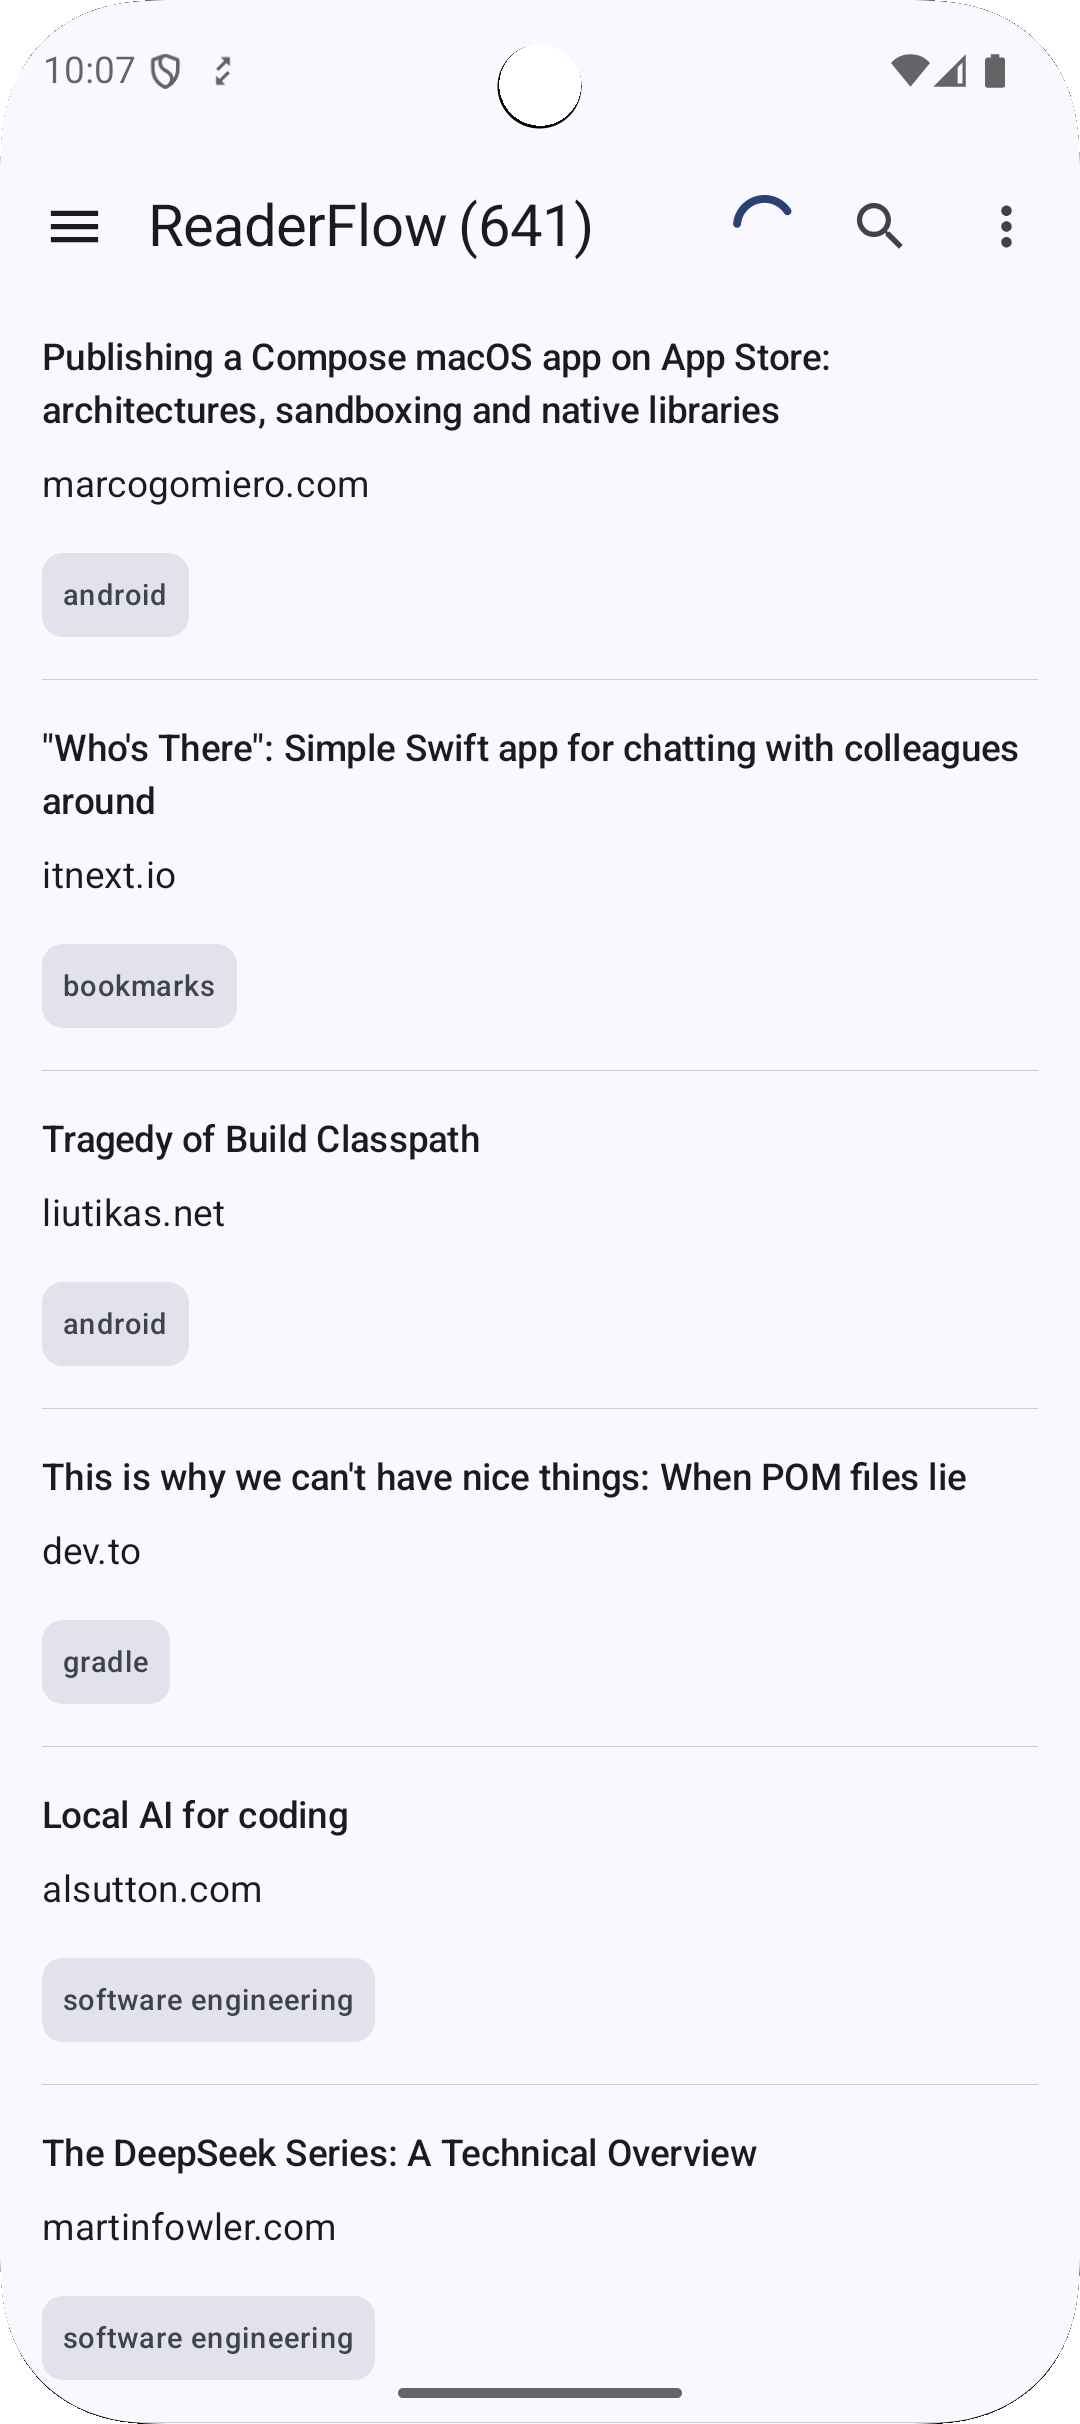 10:07
ReaderFlow (641)
Publishing a Compose macOS app on App Store:
architectures, sandboxing and native libraries
marcogomiero.com
android
"Who's There": Simple Swift app for chatting with colleagues
around
itnext.io
bookmarks
Tragedy of Build Classpath
liutikas.net
android
This is why we can't have nice things: When POM files lie
dev.to
gradle
Local AI for coding
alsutton.com
software engineering
The DeepSeek Series: A Technical Overview
martinfowler.com
software engineering